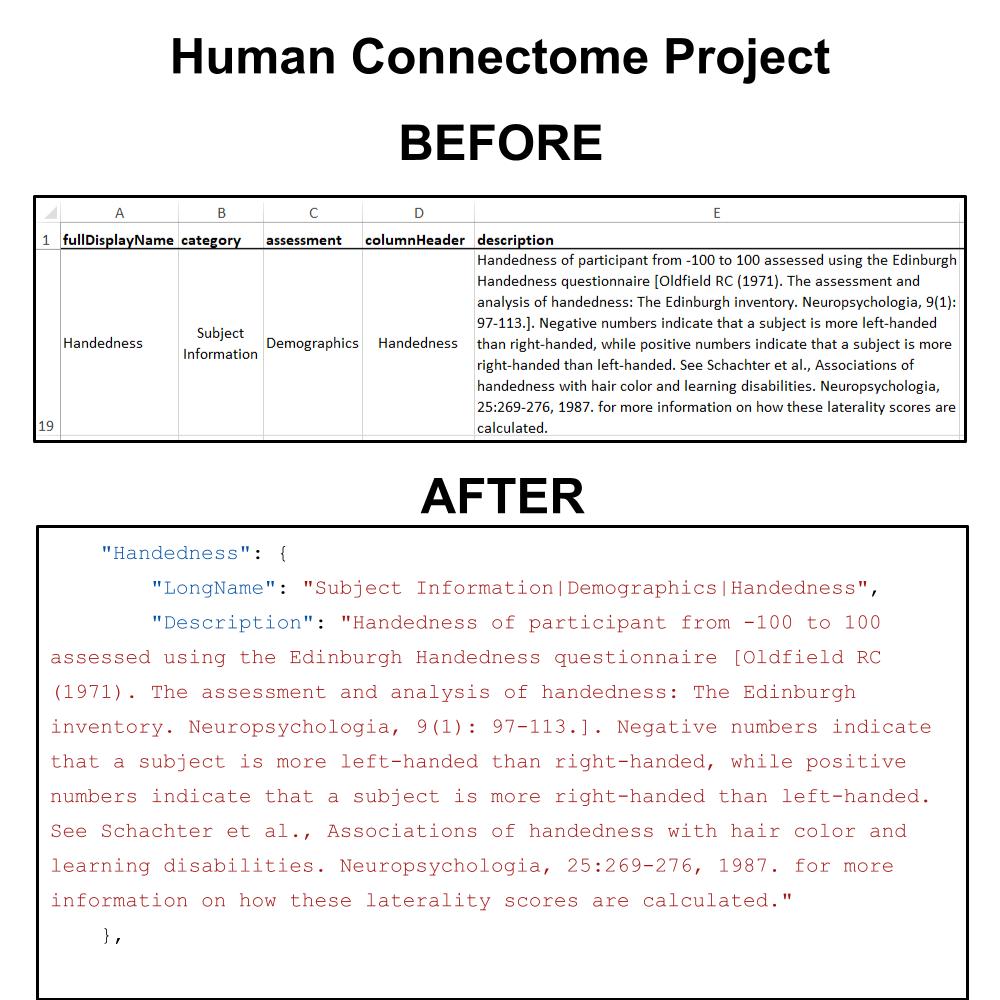 Human Connectome Project
BEFORE
A B C D E
1 fullDisplayName category assessment columnHeader description
Handedness of participant from -100 to 100 assessed using the Edinburgh
Handedness questionnaire [Oldfield RC (1971). The assessment and
analysis of handedness: The Edinburgh inventory. Neuropsychologia, 9(1):
97-113.]. Negative numbers indicate that a subject is more left-handed
than right-handed, while positive numbers indicate that a subject is more
right-handed than left-handed. See Schachter et al., Associations of
handedness with hair color and learning disabilities. Neuropsychologia,
25:269-276, 1987. for more information on how these laterality scores are
calculated.
Handedness
Subject
Information
Demographics
Handedness
19
AFTER
"Handedness": {
"LongName": "Subject Information|Demographics|Handedness",
"Description": "Handedness of participant from -100 to 100
assessed using the Edinburgh Handedness questionnaire [Oldfield RC
(1971). The assessment and analysis of handedness: The Edinburgh
inventory. Neuropsychologia, 9(1): 97-113.]. Negative numbers indicate
that a subject is more left-handed than right-handed, while positive
numbers indicate that a subject is more right-handed than left-handed.
See Schachter et al., Associations of handedness with hair color and
learning disabilities. Neuropsychologia, 25:269-276, 1987. for more
information on how these laterality scores are calculated."
},